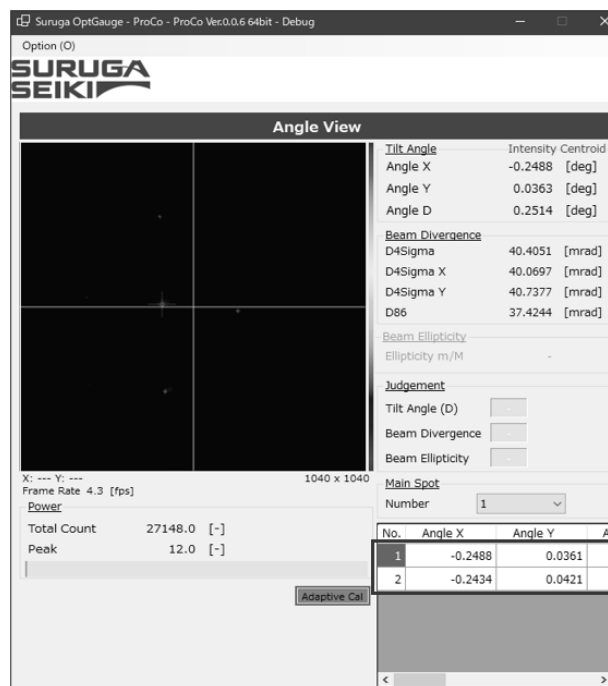 Suruga OptGauge - ProCo - ProCo Ver.0.0.6 64bit - Debug
Option (O)
SURUGA
SEIKI
Angle View
Tilt Angle Intensity Centroid
Angle X -0.2488 [deg]
Angle Y 0.0363 [deg]
Angle D 0.2514 [deg]
Beam Divergence
D4Sigma 40.4051 [mrad]
D4Sigma X 40.0697 [mrad]
D4Sigma Y 40.7377 [mrad]
D86 37.4244 [mrad]
Beam Ellipticity
Ellipticity m/M -
Judgement
Tilt Angle (D) -
Beam Divergence -
Beam Ellipticity -
X: --- Y: --- 1040 x 1040
Frame Rate 4.3 [fps]
Main Spot
Number 1
Power
Total Count 27148.0 [-]
Peak 12.0 [-]
Adaptive Cal
No. Angle X Angle Y A
1 -0.2488 0.0361
2 -0.2434 0.0421